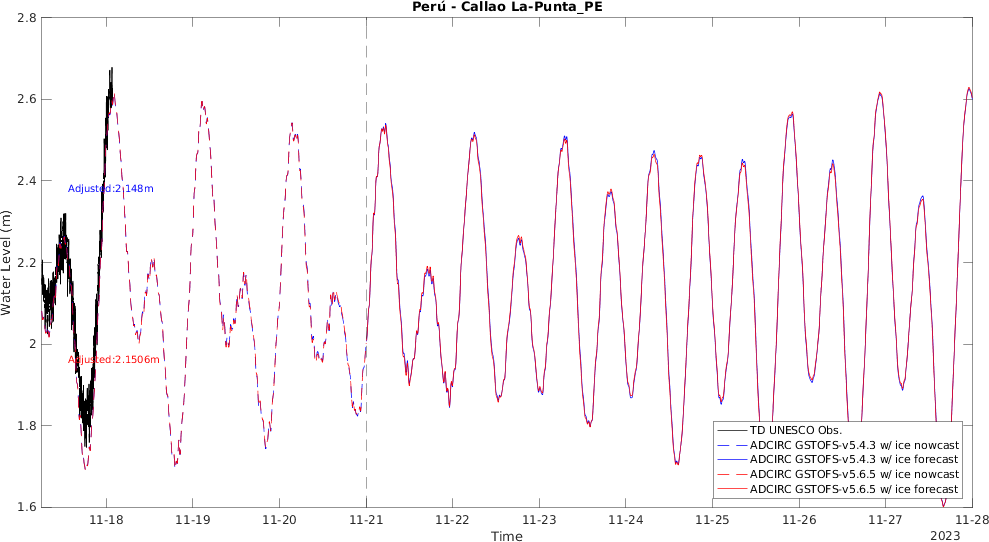 Perú - Callao La-Punta_PE
2.8
2.6
2.4
2.2
2
1.8
1.6
Water Level (m)
Adjusted:2.148m
Adjusted:2.1506m
TD UNESCO Obs.
ADCIRC GSTOFS-v5.4.3 w/ ice nowcast
ADCIRC GSTOFS-v5.4.3 w/ ice forecast
ADCIRC GSTOFS-v5.6.5 w/ ice nowcast
ADCIRC GSTOFS-v5.6.5 w/ ice forecast
11-18 11-19 11-20 11-21 11-22 11-23 11-24 11-25 11-26 11-27 11-28
Time
2023